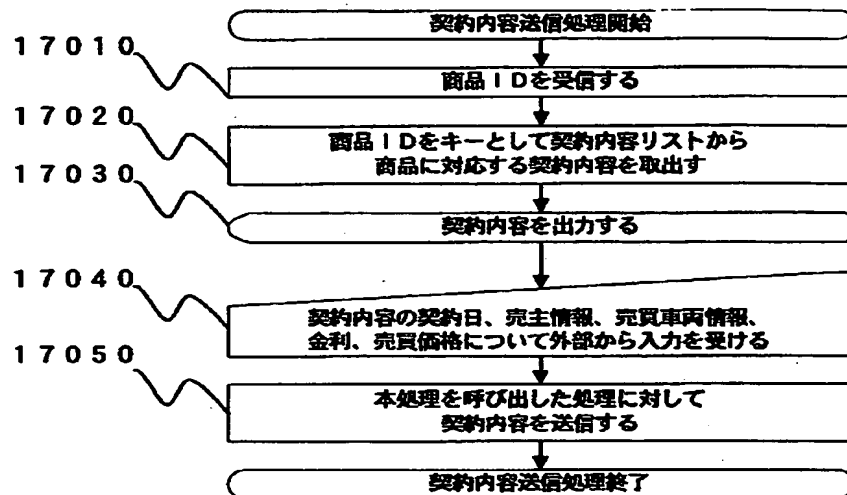 契約内容送信処理開始
17010
商品IDを受信する
17020
商品IDをキーとして契約内容リストから
商品に対応する契約内容を取出す
17030
契約内容を出力する
17040
契約内容の契約日、売主情報、売買車両情報、
金利、売買価格について外部から入力を受ける
17050
本処理を呼び出した処理に対して
契約内容を送信する
契約内容送信処理終了